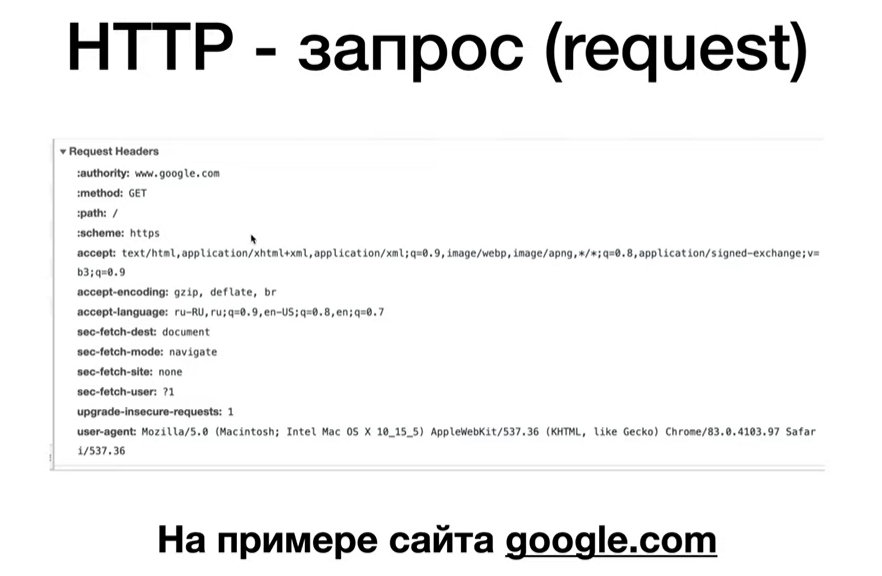 HTTP - запрос (request)
Request Headers
:authority: www.google.com
:method: GET
:path: /
:scheme: https
accept: text/html,application/xhtml+xml,application/xml;q=0.9,image/webp,image/apng,*/*;q=0.8,application/signed-exchange;v=
b3;q=0.9
accept-encoding: gzip, deflate, br
accept-language: ru-RU,ru;q=0.9,en-US;q=0.8,en;q=0.7
sec-fetch-dest: document
sec-fetch-mode: navigate
sec-fetch-site: none
sec-fetch-user: ?1
upgrade-insecure-requests: 1
user-agent: Mozilla/5.0 (Macintosh; Intel Mac OS X 10_15_5) AppleWebKit/537.36 (KHTML, like Gecko) Chrome/83.0.4103.97 Safar
i/537.36
На примере сайта google.com